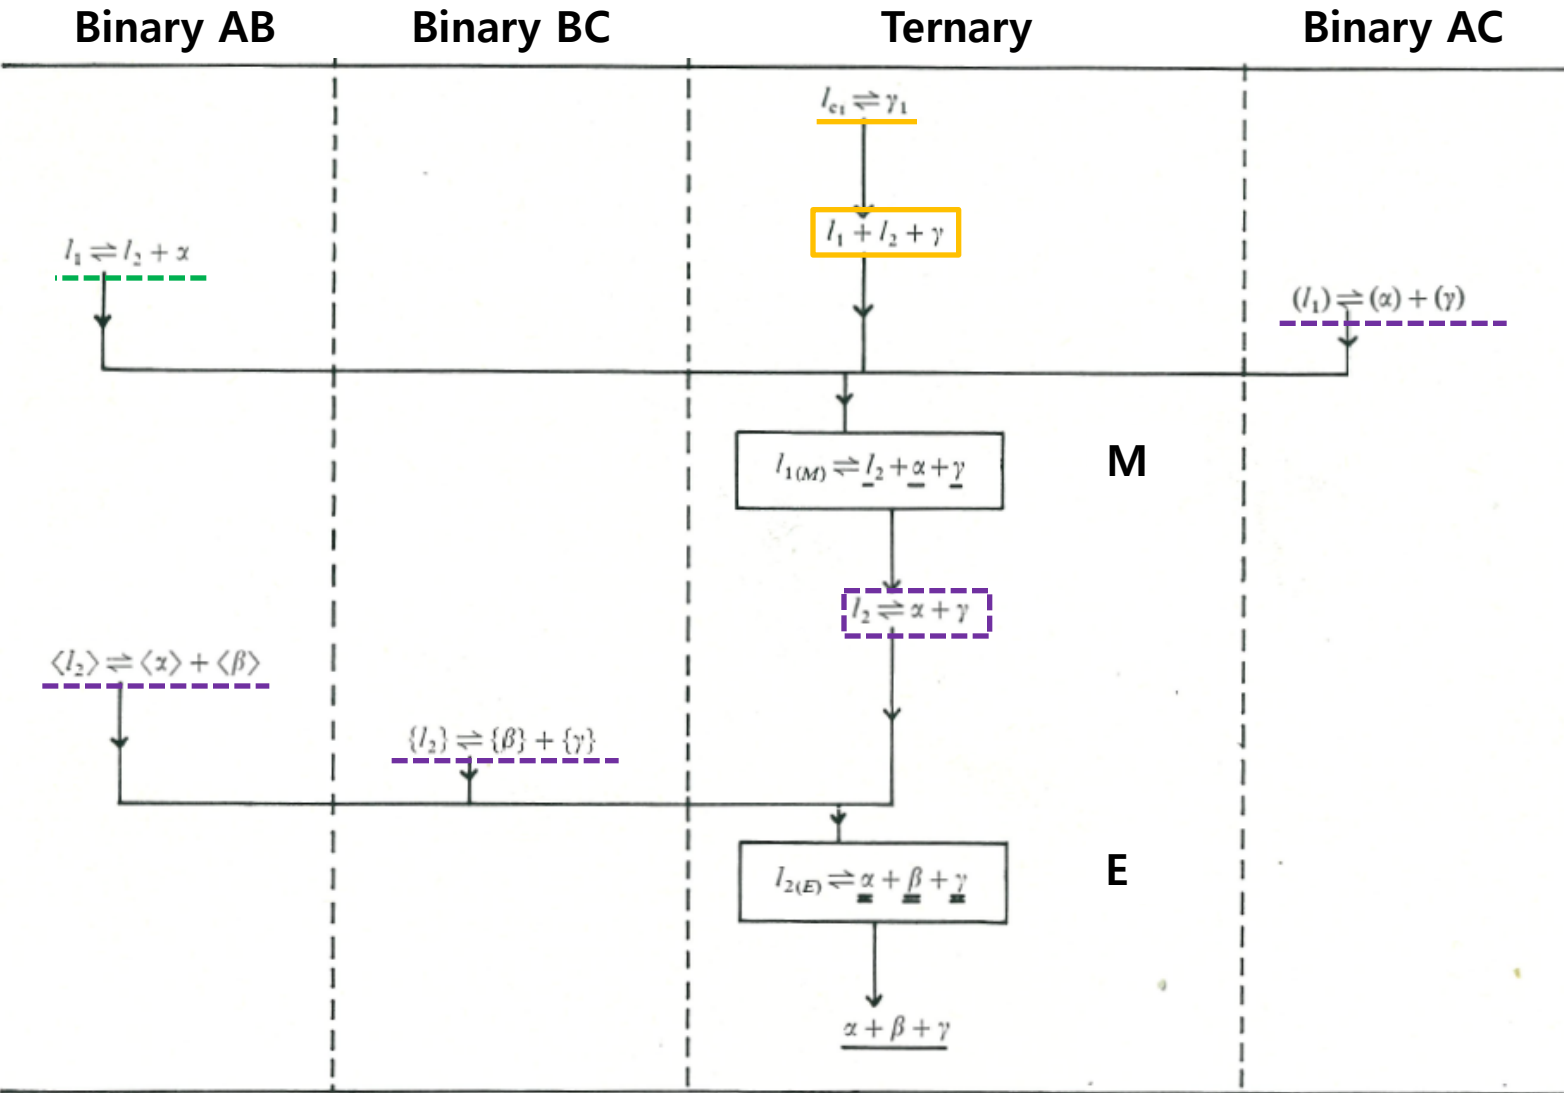 Binary AB
Binary BC
Ternary
Binary AC
l_c1 ⇌ γ_1
l_1 + l_2 + γ
l_1 ⇌ l_2 + α
(l_1) ⇌ (α) + (γ)
l_1(M) ⇌ l_2 + α + γ
M
l_2 ⇌ α + γ
⟨l_2⟩ ⇌ ⟨α⟩ + ⟨β⟩
{l_2} ⇌ {β} + {γ}
l_2(E) ⇌ α + β + γ
E
α + β + γ